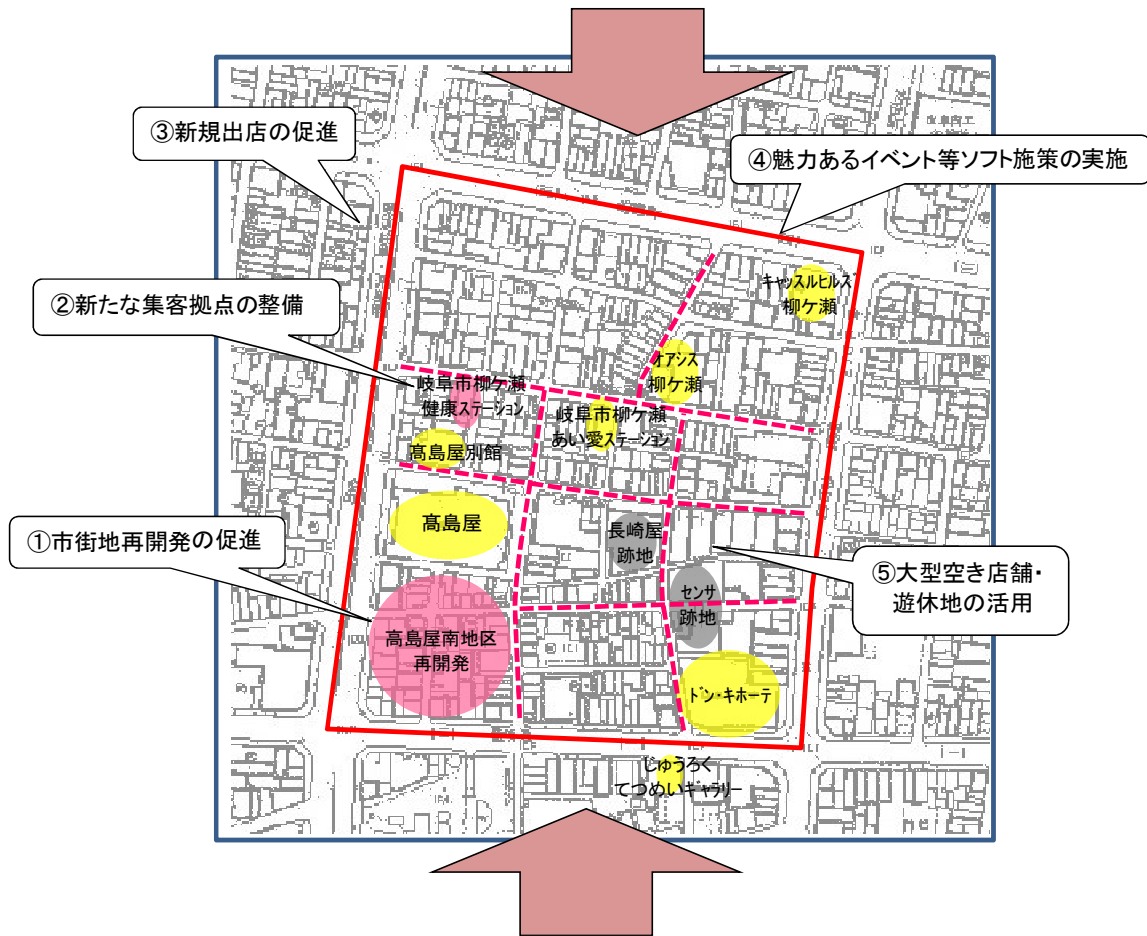 ③新規出店の促進
④魅力あるイベント等ソフト施策の実施
キャッスルヒルズ
柳ケ瀬
②新たな集客拠点の整備
オアシス
柳ケ瀬
岐阜市柳ケ瀬
健康ステーション
岐阜市柳ケ瀬
あい愛ステーション
高島屋別館
高島屋
長崎屋
跡地
①市街地再開発の促進
⑤大型空き店舗・
遊休地の活用
センサ
跡地
高島屋南地区
再開発
ドン・キホーテ
じゅうろく
てつめいギャラリー